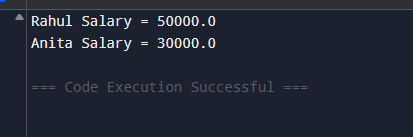 Rahul Salary = 50000.0
Anita Salary = 30000.0
=== Code Execution Successful ===